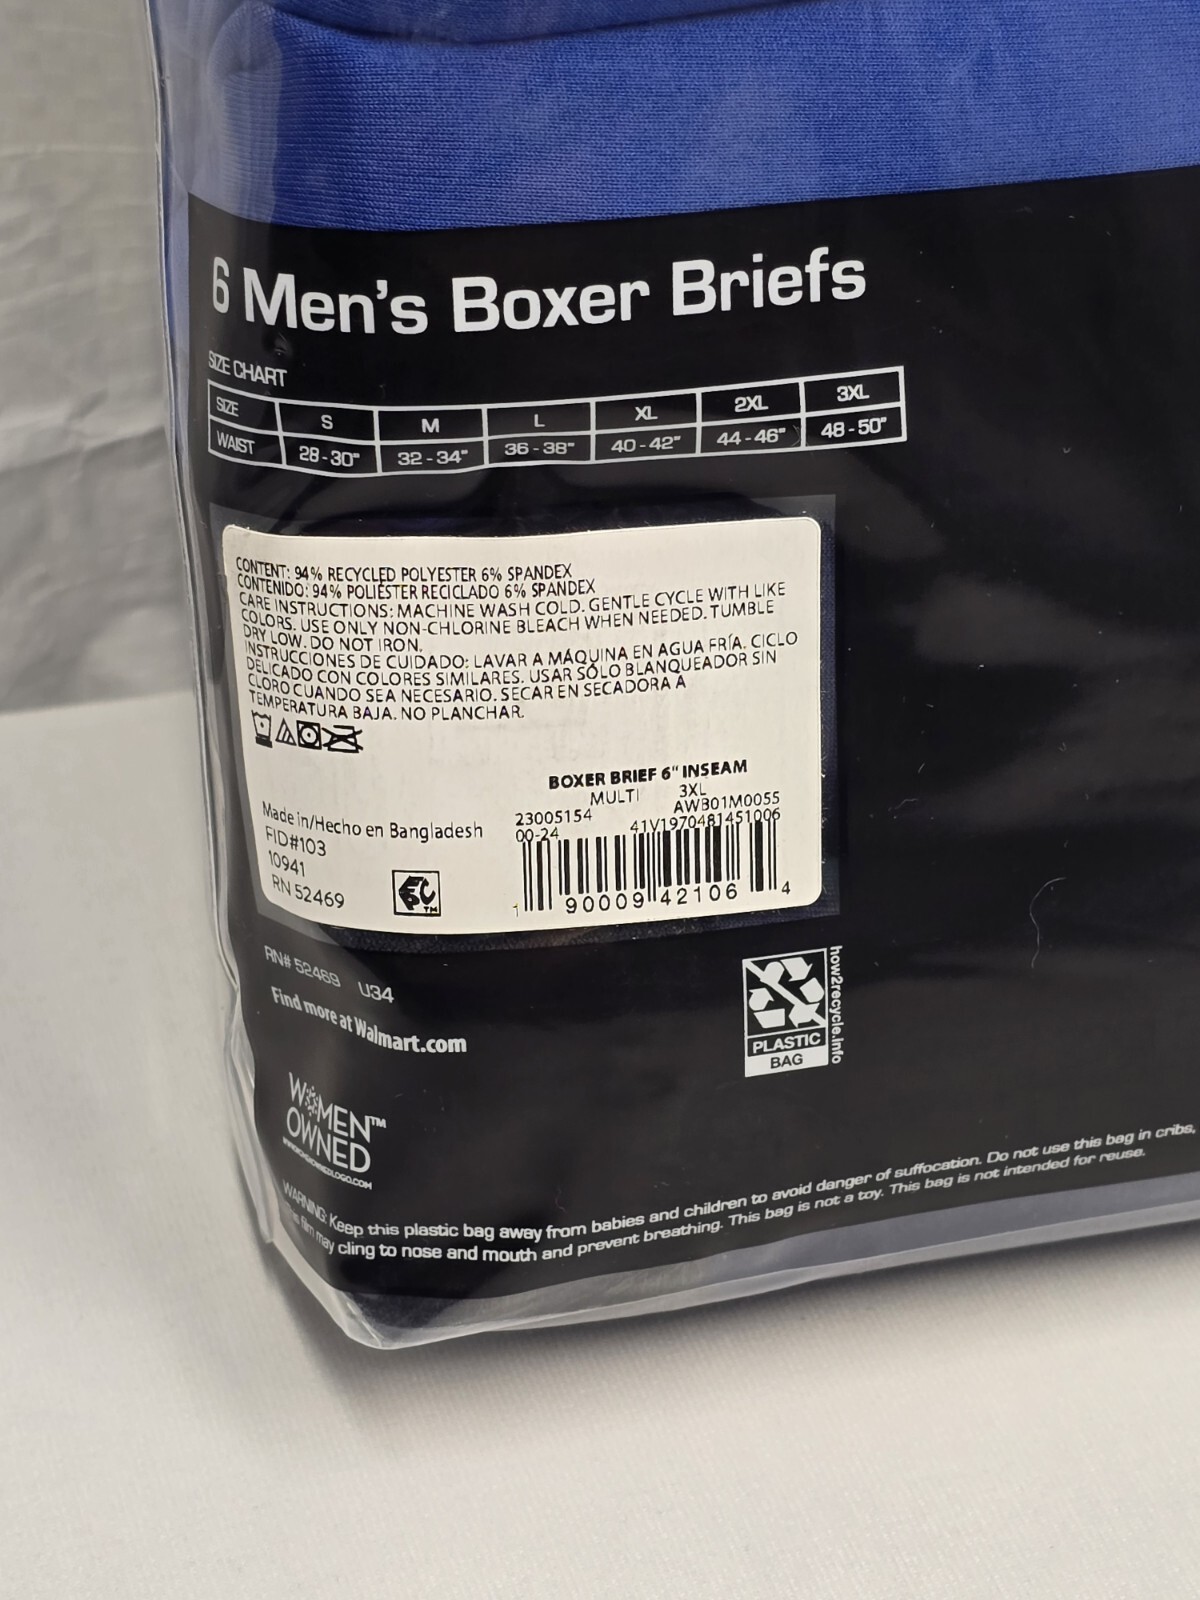 6 Men's Boxer Briefs
SIZE CHART
SIZE S M L XL 2XL 3XL
WAIST 28 - 30" 32 - 34" 36 - 38" 40 - 42" 44 - 46" 48 - 50"
CONTENT: 94% RECYCLED POLYESTER 6% SPANDEX
CONTENIDO: 94% POLIÉSTER RECICLADO 6% SPANDEX
CARE INSTRUCTIONS: MACHINE WASH COLD. GENTLE CYCLE WITH LIKE
COLORS. USE ONLY NON-CHLORINE BLEACH WHEN NEEDED. TUMBLE
DRY LOW. DO NOT IRON.
INSTRUCCIONES DE CUIDADO: LAVAR A MÁQUINA EN AGUA FRÍA. CICLO
DELICADO CON COLORES SIMILARES. USAR SÓLO BLANQUEADOR SIN
CLORO CUANDO SEA NECESARIO. SECAR EN SECADORA A
TEMPERATURA BAJA. NO PLANCHAR.
BOXER BRIEF 6" INSEAM
MULTI 3XL
23005154 AWB01M0055
00-24 41V1970481451006
1 90009 42106 4
Made in/Hecho en Bangladesh
FID#103
10941
RN 52469
RN# 52469 U34
Find more at Walmart.com
PLASTIC
BAG
how2recycle.info
WOMEN™
OWNED
WARNING: Keep this plastic bag away from babies and children to avoid danger of suffocation. Do not use this bag in cribs,
film may cling to nose and mouth and prevent breathing. This bag is not a toy. This bag is not intended for reuse.